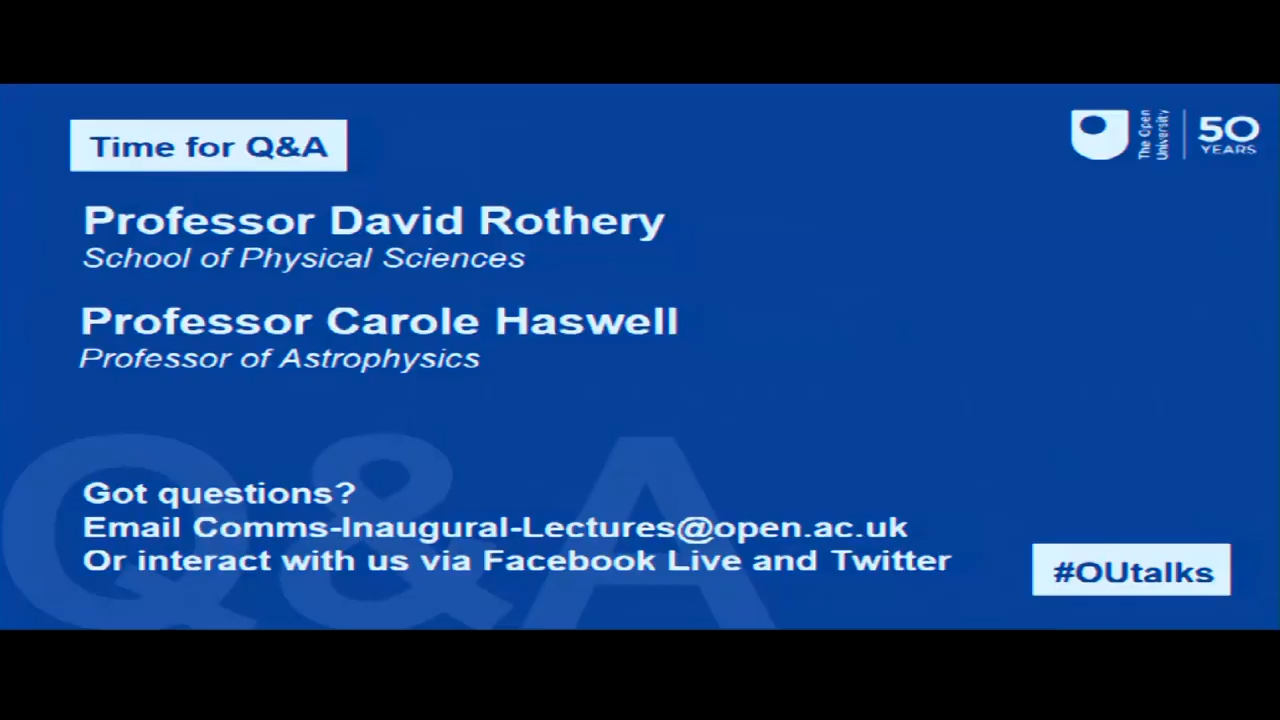 Time for Q&A
The Open
University
50
YEARS
Professor David Rothery
School of Physical Sciences
Professor Carole Haswell
Professor of Astrophysics
Q&A
Got questions?
Email Comms-Inaugural-Lectures@open.ac.uk
Or interact with us via Facebook Live and Twitter
#OUtalks